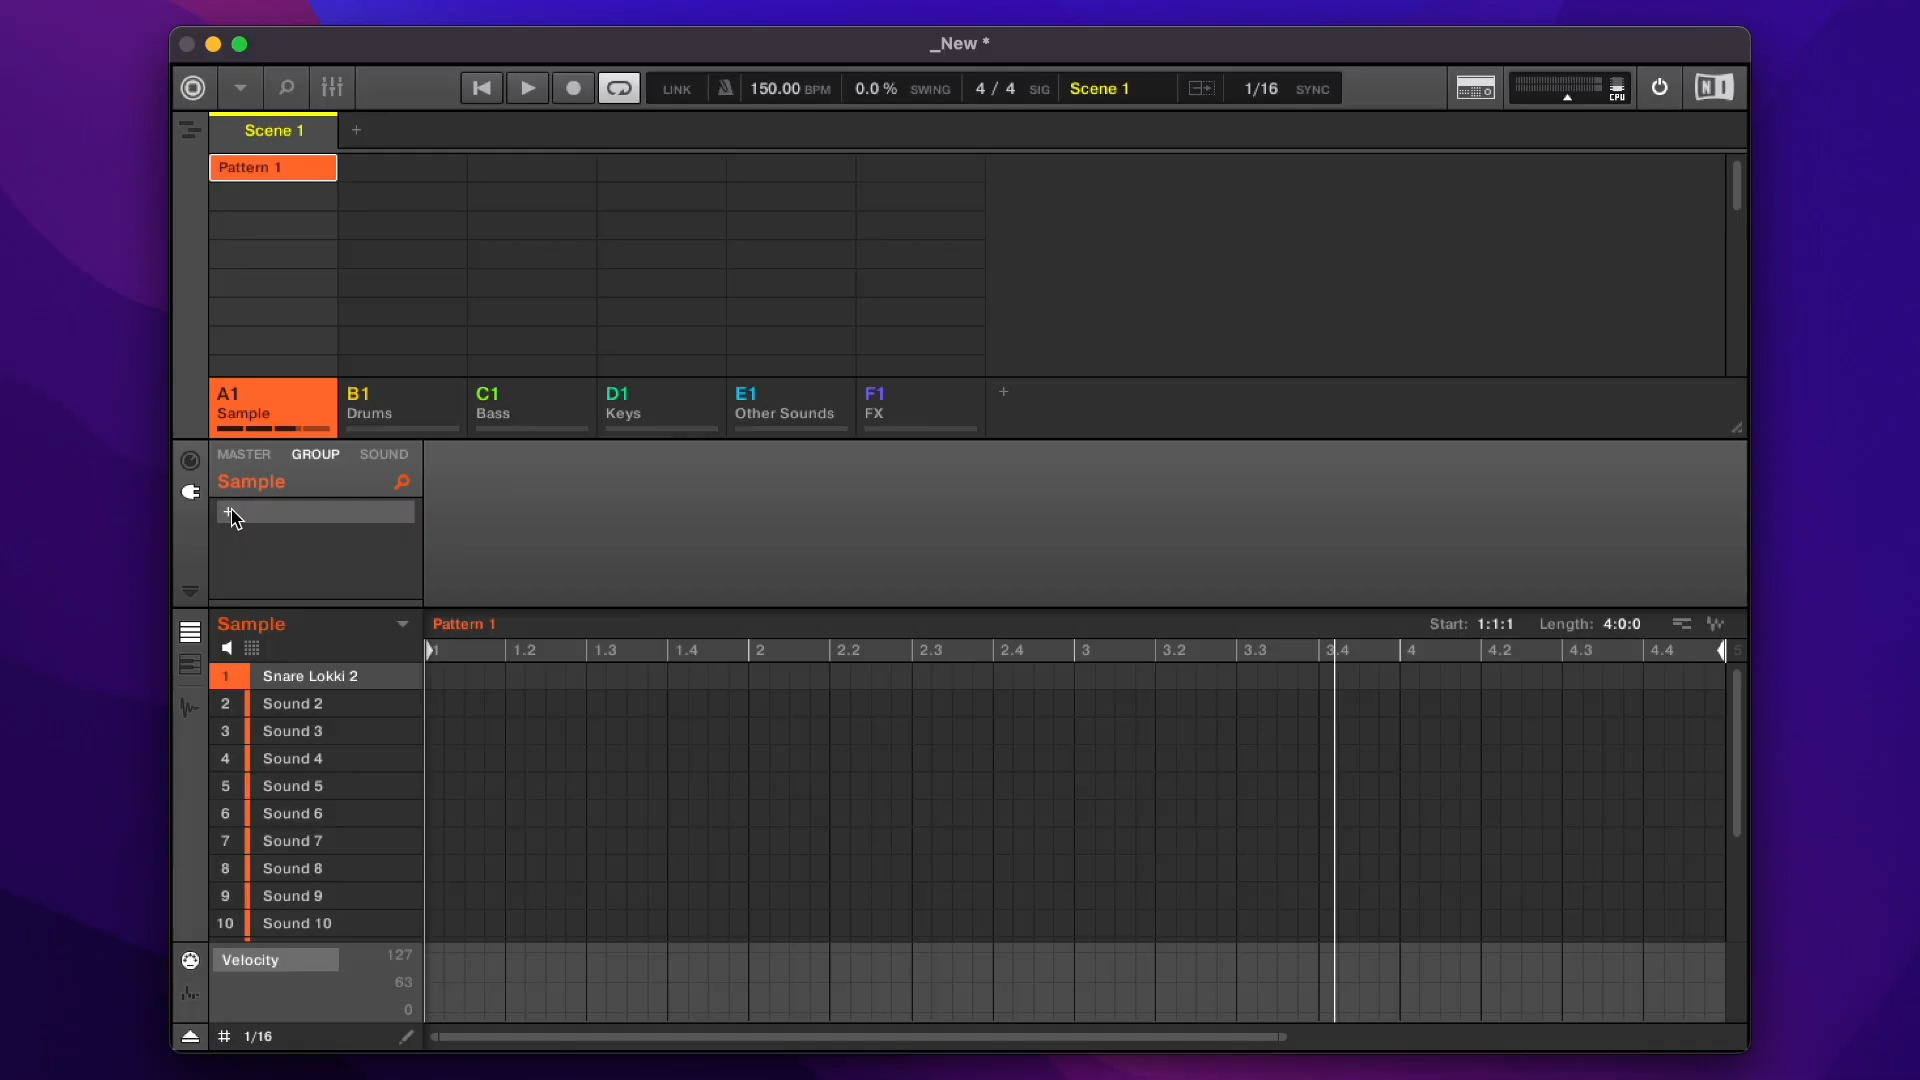 _New *
LINK 150.00 BPM 0.0 % SWING 4 / 4 SIG Scene 1 1/16 SYNC CPU NI
Scene 1 +
Pattern 1
A1 B1 C1 D1 E1 F1 +
Sample Drums Bass Keys Other Sounds FX
MASTER GROUP SOUND
Sample
+
Sample Pattern 1 Start: 1:1:1 Length: 4:0:0
1 1.2 1.3 1.4 2 2.2 2.3 2.4 3 3.2 3.3 3.4 4 4.2 4.3 4.4 5
1 Snare Lokki 2
2 Sound 2
3 Sound 3
4 Sound 4
5 Sound 5
6 Sound 6
7 Sound 7
8 Sound 8
9 Sound 9
10 Sound 10
Velocity 127
63
0
# 1/16